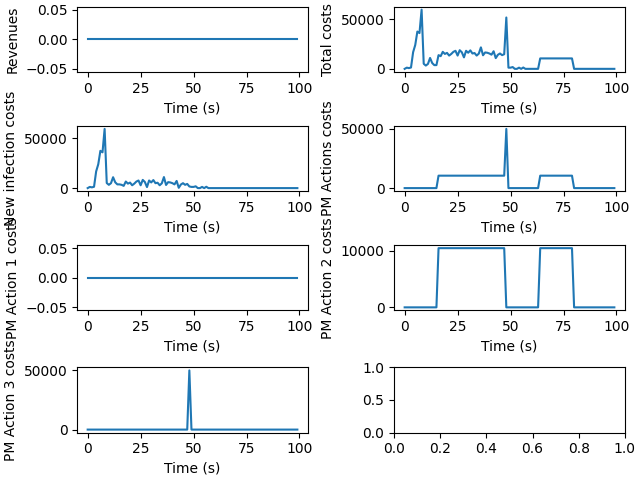 Revenues
0.05
0.00
−0.05
0 25 50 75 100
Time (s)
Total costs
50000
0
0 25 50 75 100
Time (s)
New infection costs
50000
0
0 25 50 75 100
Time (s)
PM Actions costs
50000
0
0 25 50 75 100
Time (s)
PM Action 1 costs
0.05
0.00
−0.05
0 25 50 75 100
Time (s)
PM Action 2 costs
10000
0
0 25 50 75 100
Time (s)
PM Action 3 costs
50000
0
0 25 50 75 100
Time (s)
1.0
0.5
0.0
0.0 0.2 0.4 0.6 0.8 1.0